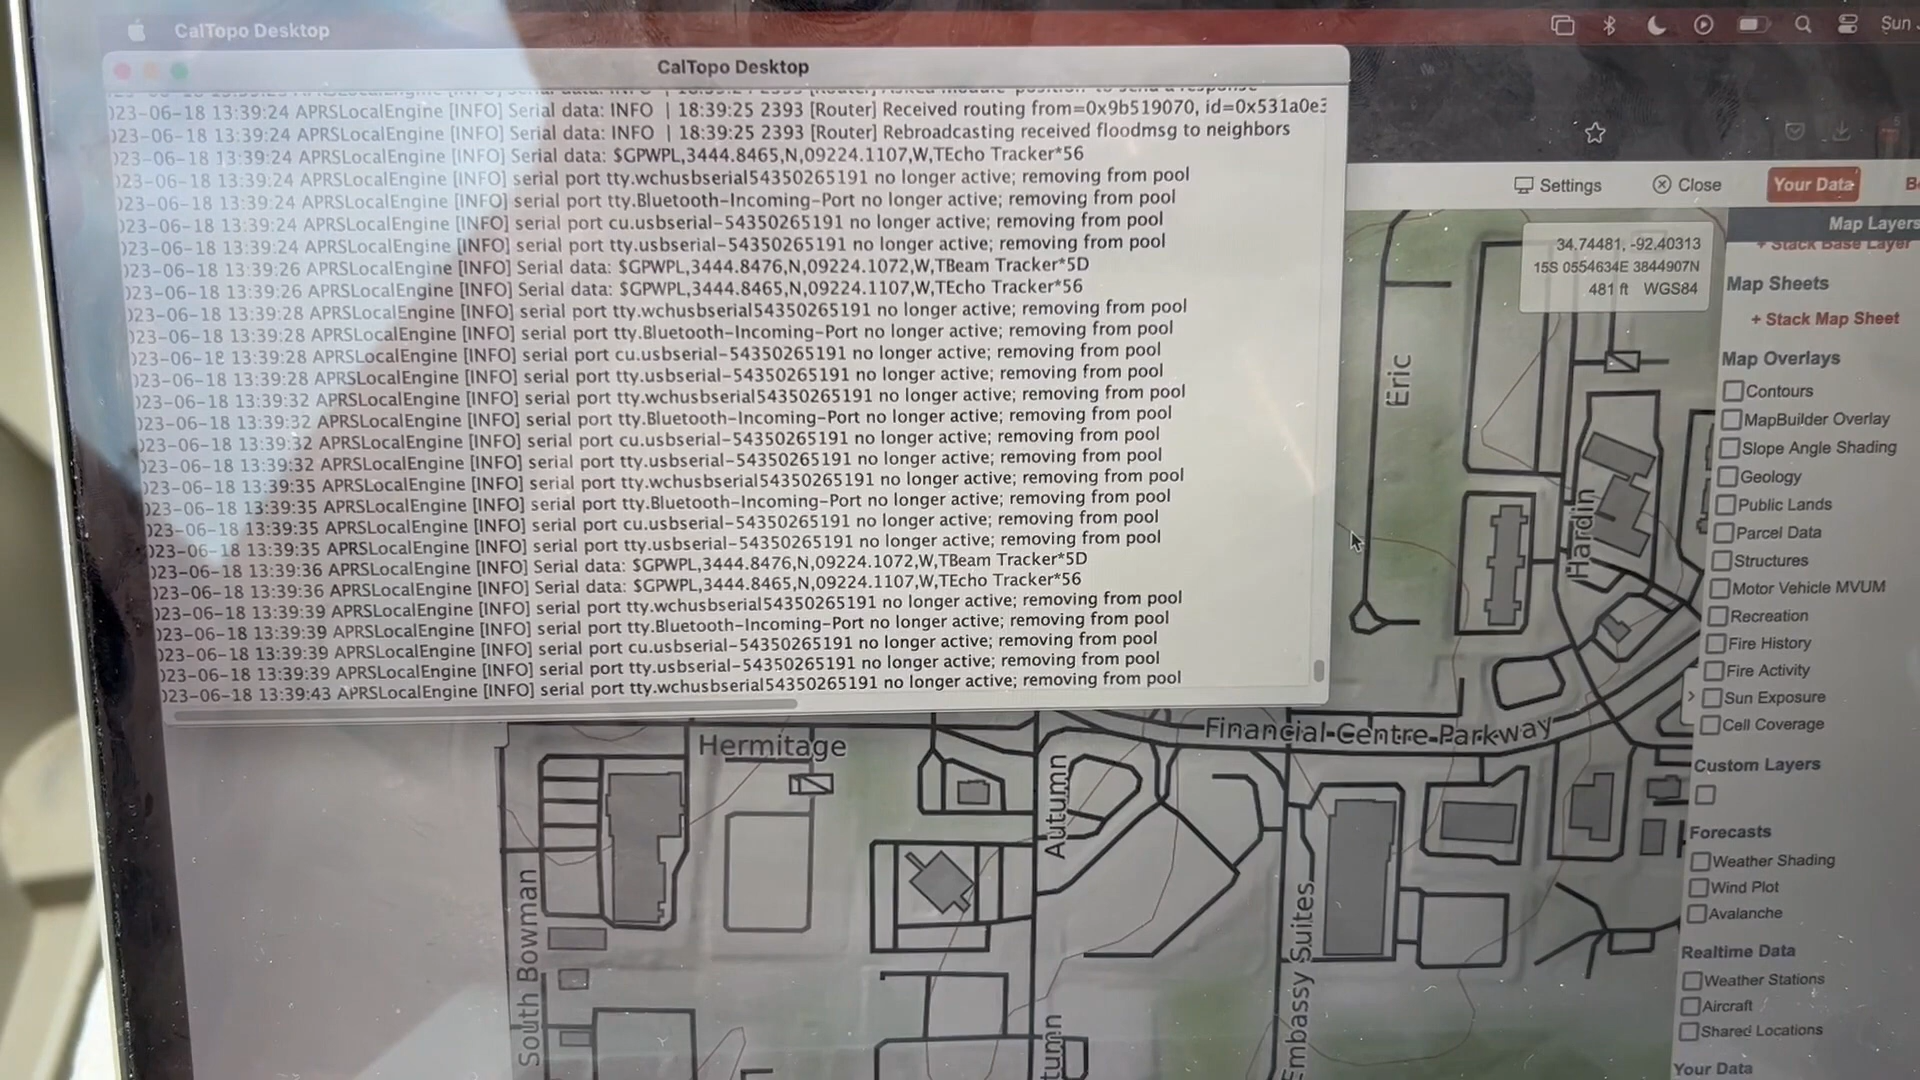 CalTopo Desktop
Sun
CalTopo Desktop
)23-06-18 13:39:24 APRSLocalEngine [INFO] Serial data: INFO | 18:39:25 2393 [Router] Received routing from=0x9b519070, id=0x531a0e3
)23-06-18 13:39:24 APRSLocalEngine [INFO] Serial data: INFO | 18:39:25 2393 [Router] Rebroadcasting received floodmsg to neighbors
)23-06-18 13:39:24 APRSLocalEngine [INFO] Serial data: $GPWPL,3444.8465,N,09224.1107,W,TEcho Tracker*56
)23-06-18 13:39:24 APRSLocalEngine [INFO] serial port tty.wchusbserial54350265191 no longer active; removing from pool
)23-06-18 13:39:24 APRSLocalEngine [INFO] serial port tty.Bluetooth-Incoming-Port no longer active; removing from pool
)23-06-18 13:39:24 APRSLocalEngine [INFO] serial port cu.usbserial-54350265191 no longer active; removing from pool
)23-06-18 13:39:24 APRSLocalEngine [INFO] serial port tty.usbserial-54350265191 no longer active; removing from pool
023-06-18 13:39:26 APRSLocalEngine [INFO] Serial data: $GPWPL,3444.8476,N,09224.1072,W,TBeam Tracker*5D
023-06-18 13:39:26 APRSLocalEngine [INFO] Serial data: $GPWPL,3444.8465,N,09224.1107,W,TEcho Tracker*56
023-06-18 13:39:28 APRSLocalEngine [INFO] serial port tty.wchusbserial54350265191 no longer active; removing from pool
023-06-18 13:39:28 APRSLocalEngine [INFO] serial port tty.Bluetooth-Incoming-Port no longer active; removing from pool
023-06-18 13:39:28 APRSLocalEngine [INFO] serial port cu.usbserial-54350265191 no longer active; removing from pool
)23-06-18 13:39:28 APRSLocalEngine [INFO] serial port tty.usbserial-54350265191 no longer active; removing from pool
)23-06-18 13:39:32 APRSLocalEngine [INFO] serial port tty.wchusbserial54350265191 no longer active; removing from pool
)23-06-18 13:39:32 APRSLocalEngine [INFO] serial port tty.Bluetooth-Incoming-Port no longer active; removing from pool
)23-06-18 13:39:32 APRSLocalEngine [INFO] serial port cu.usbserial-54350265191 no longer active; removing from pool
)23-06-18 13:39:32 APRSLocalEngine [INFO] serial port tty.usbserial-54350265191 no longer active; removing from pool
)23-06-18 13:39:35 APRSLocalEngine [INFO] serial port tty.wchusbserial54350265191 no longer active; removing from pool
)23-06-18 13:39:35 APRSLocalEngine [INFO] serial port tty.Bluetooth-Incoming-Port no longer active; removing from pool
023-06-18 13:39:35 APRSLocalEngine [INFO] serial port cu.usbserial-54350265191 no longer active; removing from pool
023-06-18 13:39:35 APRSLocalEngine [INFO] serial port tty.usbserial-54350265191 no longer active; removing from pool
023-06-18 13:39:36 APRSLocalEngine [INFO] Serial data: $GPWPL,3444.8476,N,09224.1072,W,TBeam Tracker*5D
023-06-18 13:39:36 APRSLocalEngine [INFO] Serial data: $GPWPL,3444.8465,N,09224.1107,W,TEcho Tracker*56
023-06-18 13:39:39 APRSLocalEngine [INFO] serial port tty.wchusbserial54350265191 no longer active; removing from pool
023-06-18 13:39:39 APRSLocalEngine [INFO] serial port tty.Bluetooth-Incoming-Port no longer active; removing from pool
)23-06-18 13:39:39 APRSLocalEngine [INFO] serial port cu.usbserial-54350265191 no longer active; removing from pool
)23-06-18 13:39:39 APRSLocalEngine [INFO] serial port tty.usbserial-54350265191 no longer active; removing from pool
023-06-18 13:39:43 APRSLocalEngine [INFO] serial port tty.wchusbserial54350265191 no longer active; removing from pool
Settings
Close
Your Data
34.74481, -92.40313
15S 0554634E 3844907N
481 ft WGS84
Map Layers
+ Stack Base Layer
Map Sheets
+ Stack Map Sheet
Map Overlays
Contours
MapBuilder Overlay
Slope Angle Shading
Geology
Public Lands
Parcel Data
Structures
Motor Vehicle MVUM
Recreation
Fire History
Fire Activity
Sun Exposure
Cell Coverage
Custom Layers
Forecasts
Weather Shading
Wind Plot
Avalanche
Realtime Data
Weather Stations
Aircraft
Shared Locations
Your Data
Eric
Hardin
Financial Centre Parkway
Hermitage
Autumn
South Bowman
Embassy Suites
tumn